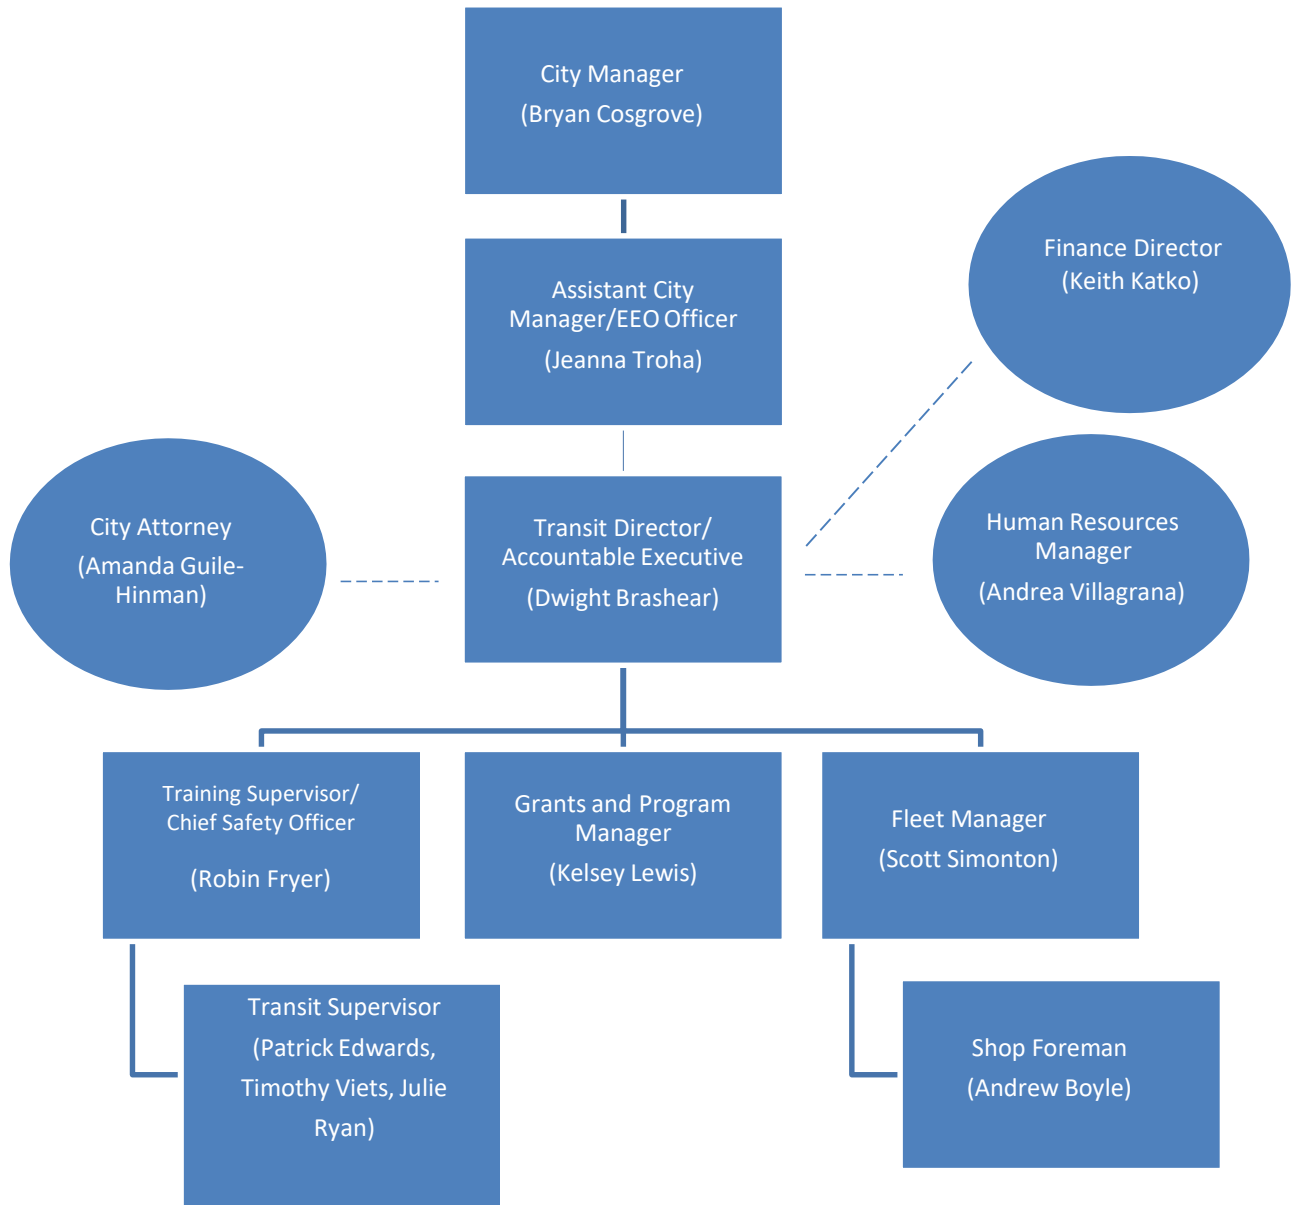 City Manager
(Bryan Cosgrove)
Assistant City
Manager/EEO Officer
(Jeanna Troha)
Finance Director
(Keith Katko)
City Attorney
(Amanda Guile-
Hinman)
Transit Director/
Accountable Executive
(Dwight Brashear)
Human Resources
Manager
(Andrea Villagrana)
Training Supervisor/
Chief Safety Officer
(Robin Fryer)
Grants and Program
Manager
(Kelsey Lewis)
Fleet Manager
(Scott Simonton)
Transit Supervisor
(Patrick Edwards,
Timothy Viets, Julie
Ryan)
Shop Foreman
(Andrew Boyle)